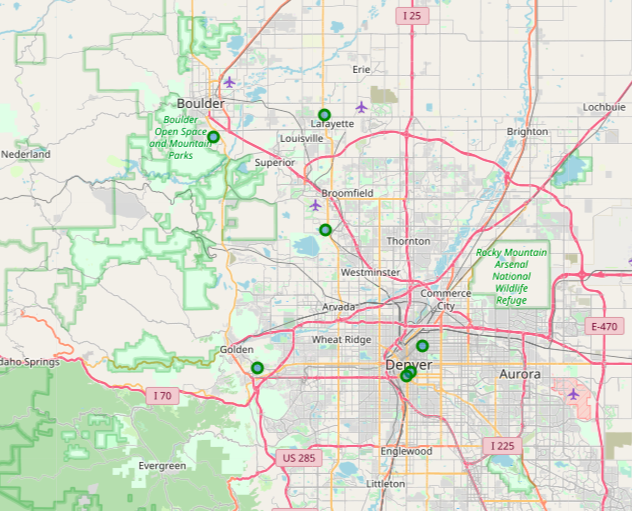 I 25
Erie
Boulder
Lochbuie
Boulder
Open Space
and Mountain
Parks
Lafayette
Brighton
Louisville
Nederland
Superior
Broomfield
Thornton
Rocky Mountain
Arsenal
National
Wildlife
Refuge
Westminster
Commerce
City
Arvada
E-470
Wheat Ridge
Golden
daho Springs
Denver
Aurora
I 70
I 225
Englewood
US 285
Evergreen
Littleton